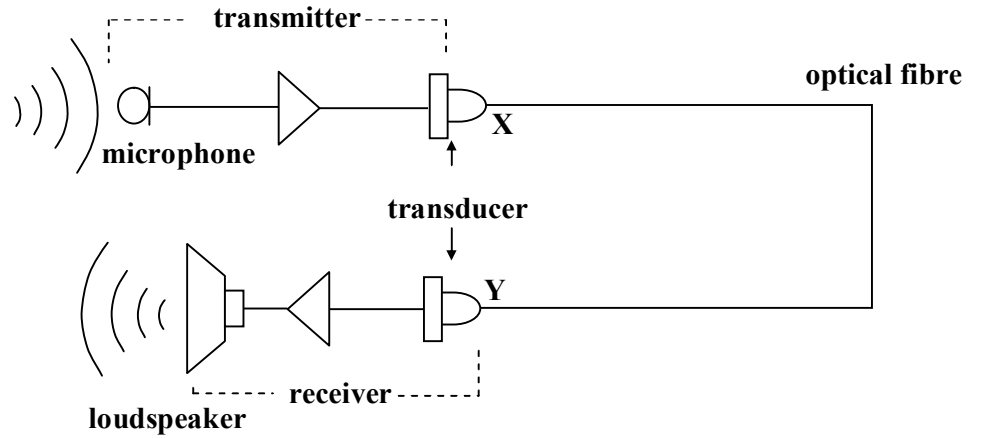 transmitter
optical fibre
X
microphone
transducer
Y
receiver
loudspeaker